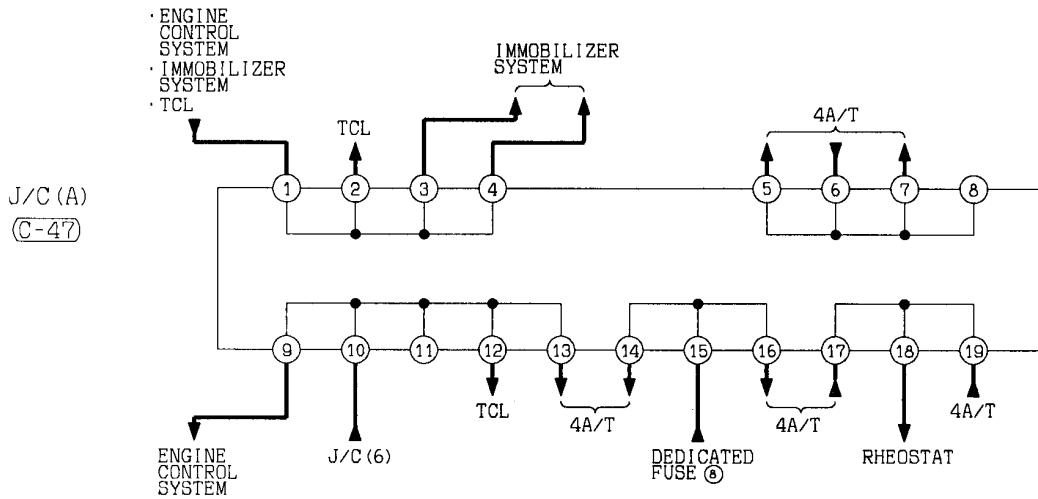 · ENGINE
CONTROL
SYSTEM
· IMMOBILIZER
SYSTEM
· TCL
IMMOBILIZER
SYSTEM
TCL
4A/T
J/C (A)
C-47
1 2 3 4 5 6 7 8
9 10 11 12 13 14 15 16 17 18 19
ENGINE
CONTROL
SYSTEM
J/C (6)
TCL
4A/T
DEDICATED
FUSE ⑧
4A/T
RHEOSTAT
4A/T